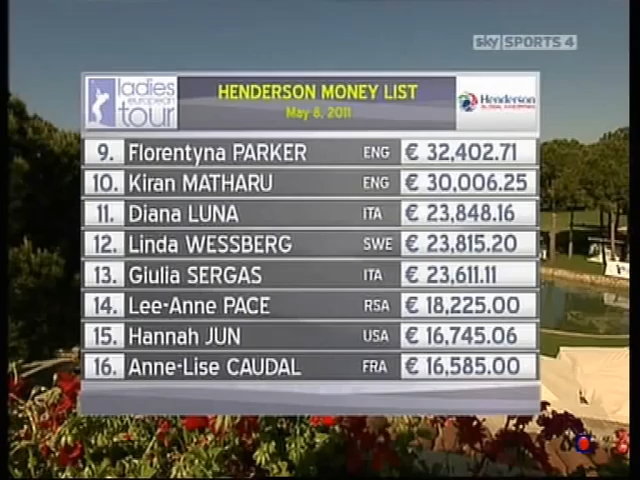 sky SPORTS 4
ladies
european
tour
HENDERSON MONEY LIST
May 8, 2011
Henderson
GLOBAL INVESTORS
9. Florentyna PARKER ENG € 32,402.71
10. Kiran MATHARU ENG € 30,006.25
11. Diana LUNA ITA € 23,848.16
12. Linda WESSBERG SWE € 23,815.20
13. Giulia SERGAS ITA € 23,611.11
14. Lee-Anne PACE RSA € 18,225.00
15. Hannah JUN USA € 16,745.06
16. Anne-Lise CAUDAL FRA € 16,585.00